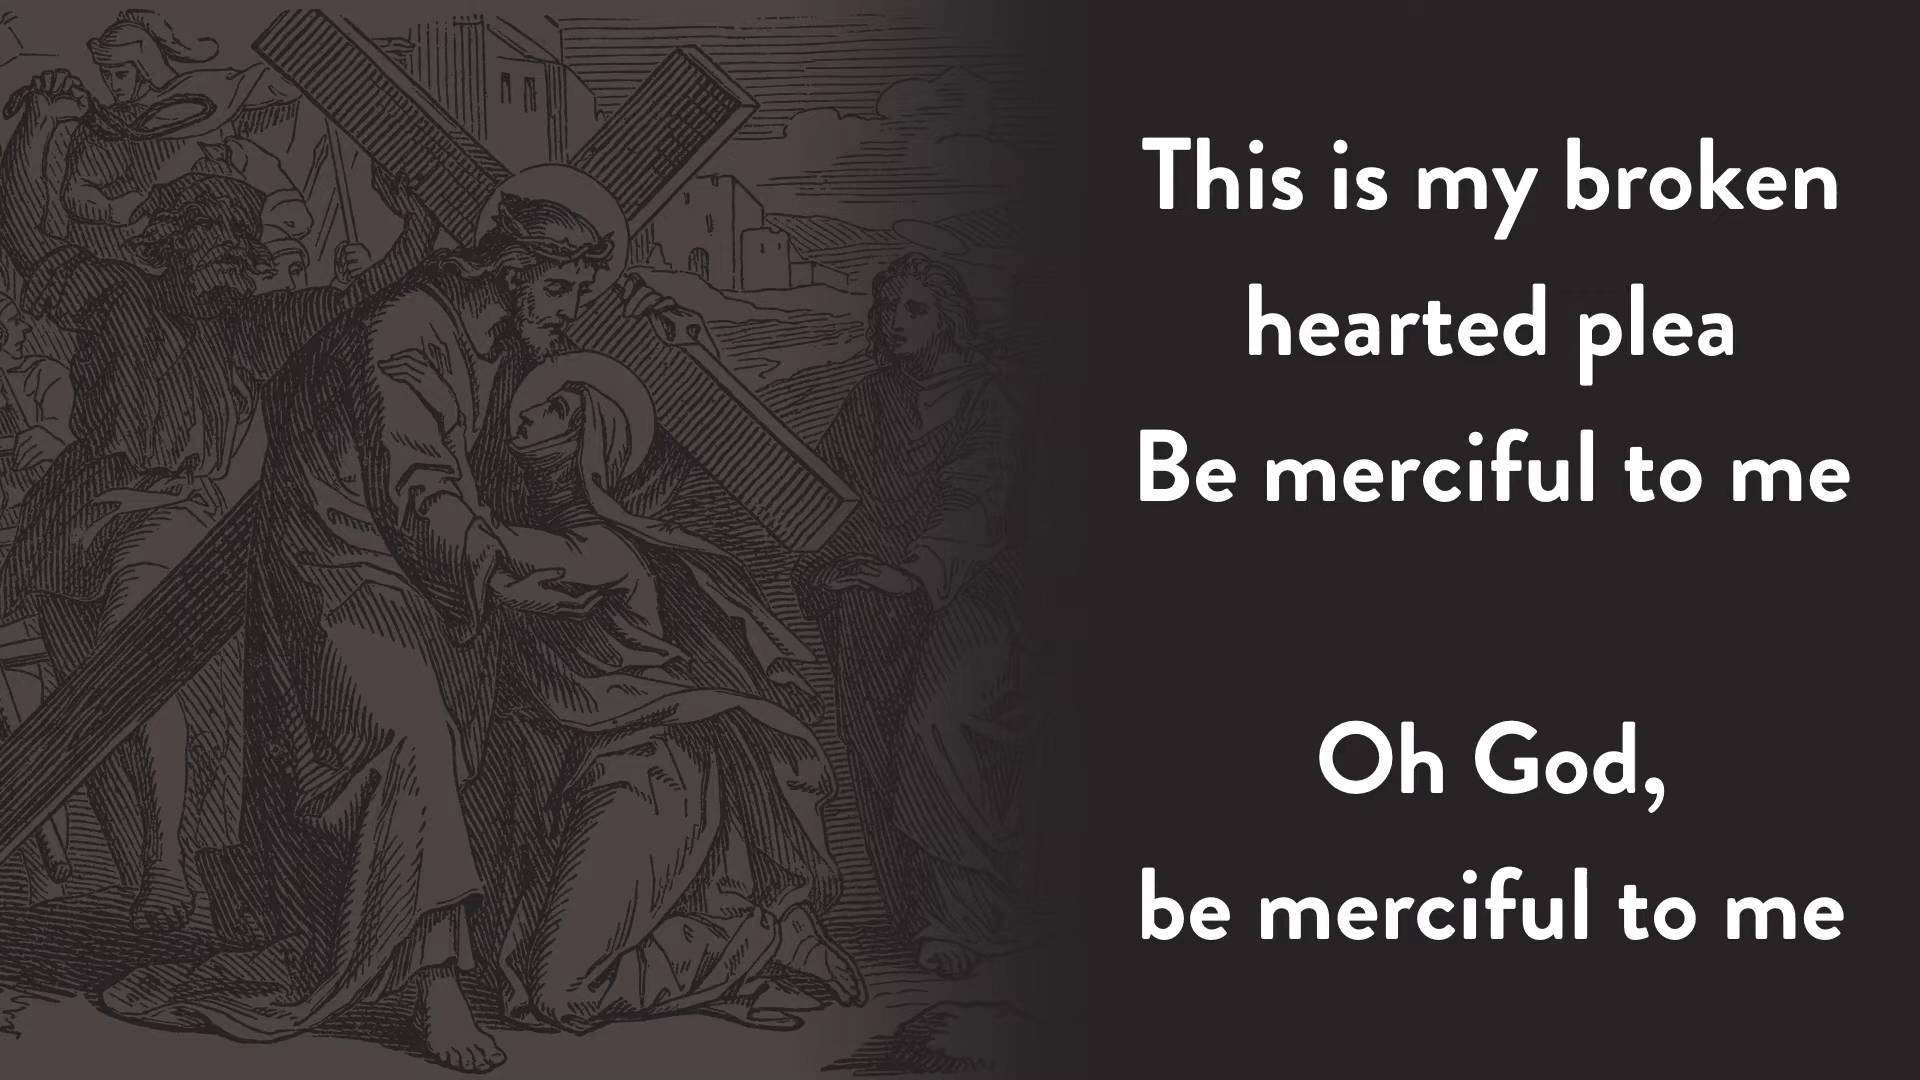 This is my broken
hearted plea
Be merciful to me
Oh God,
be merciful to me